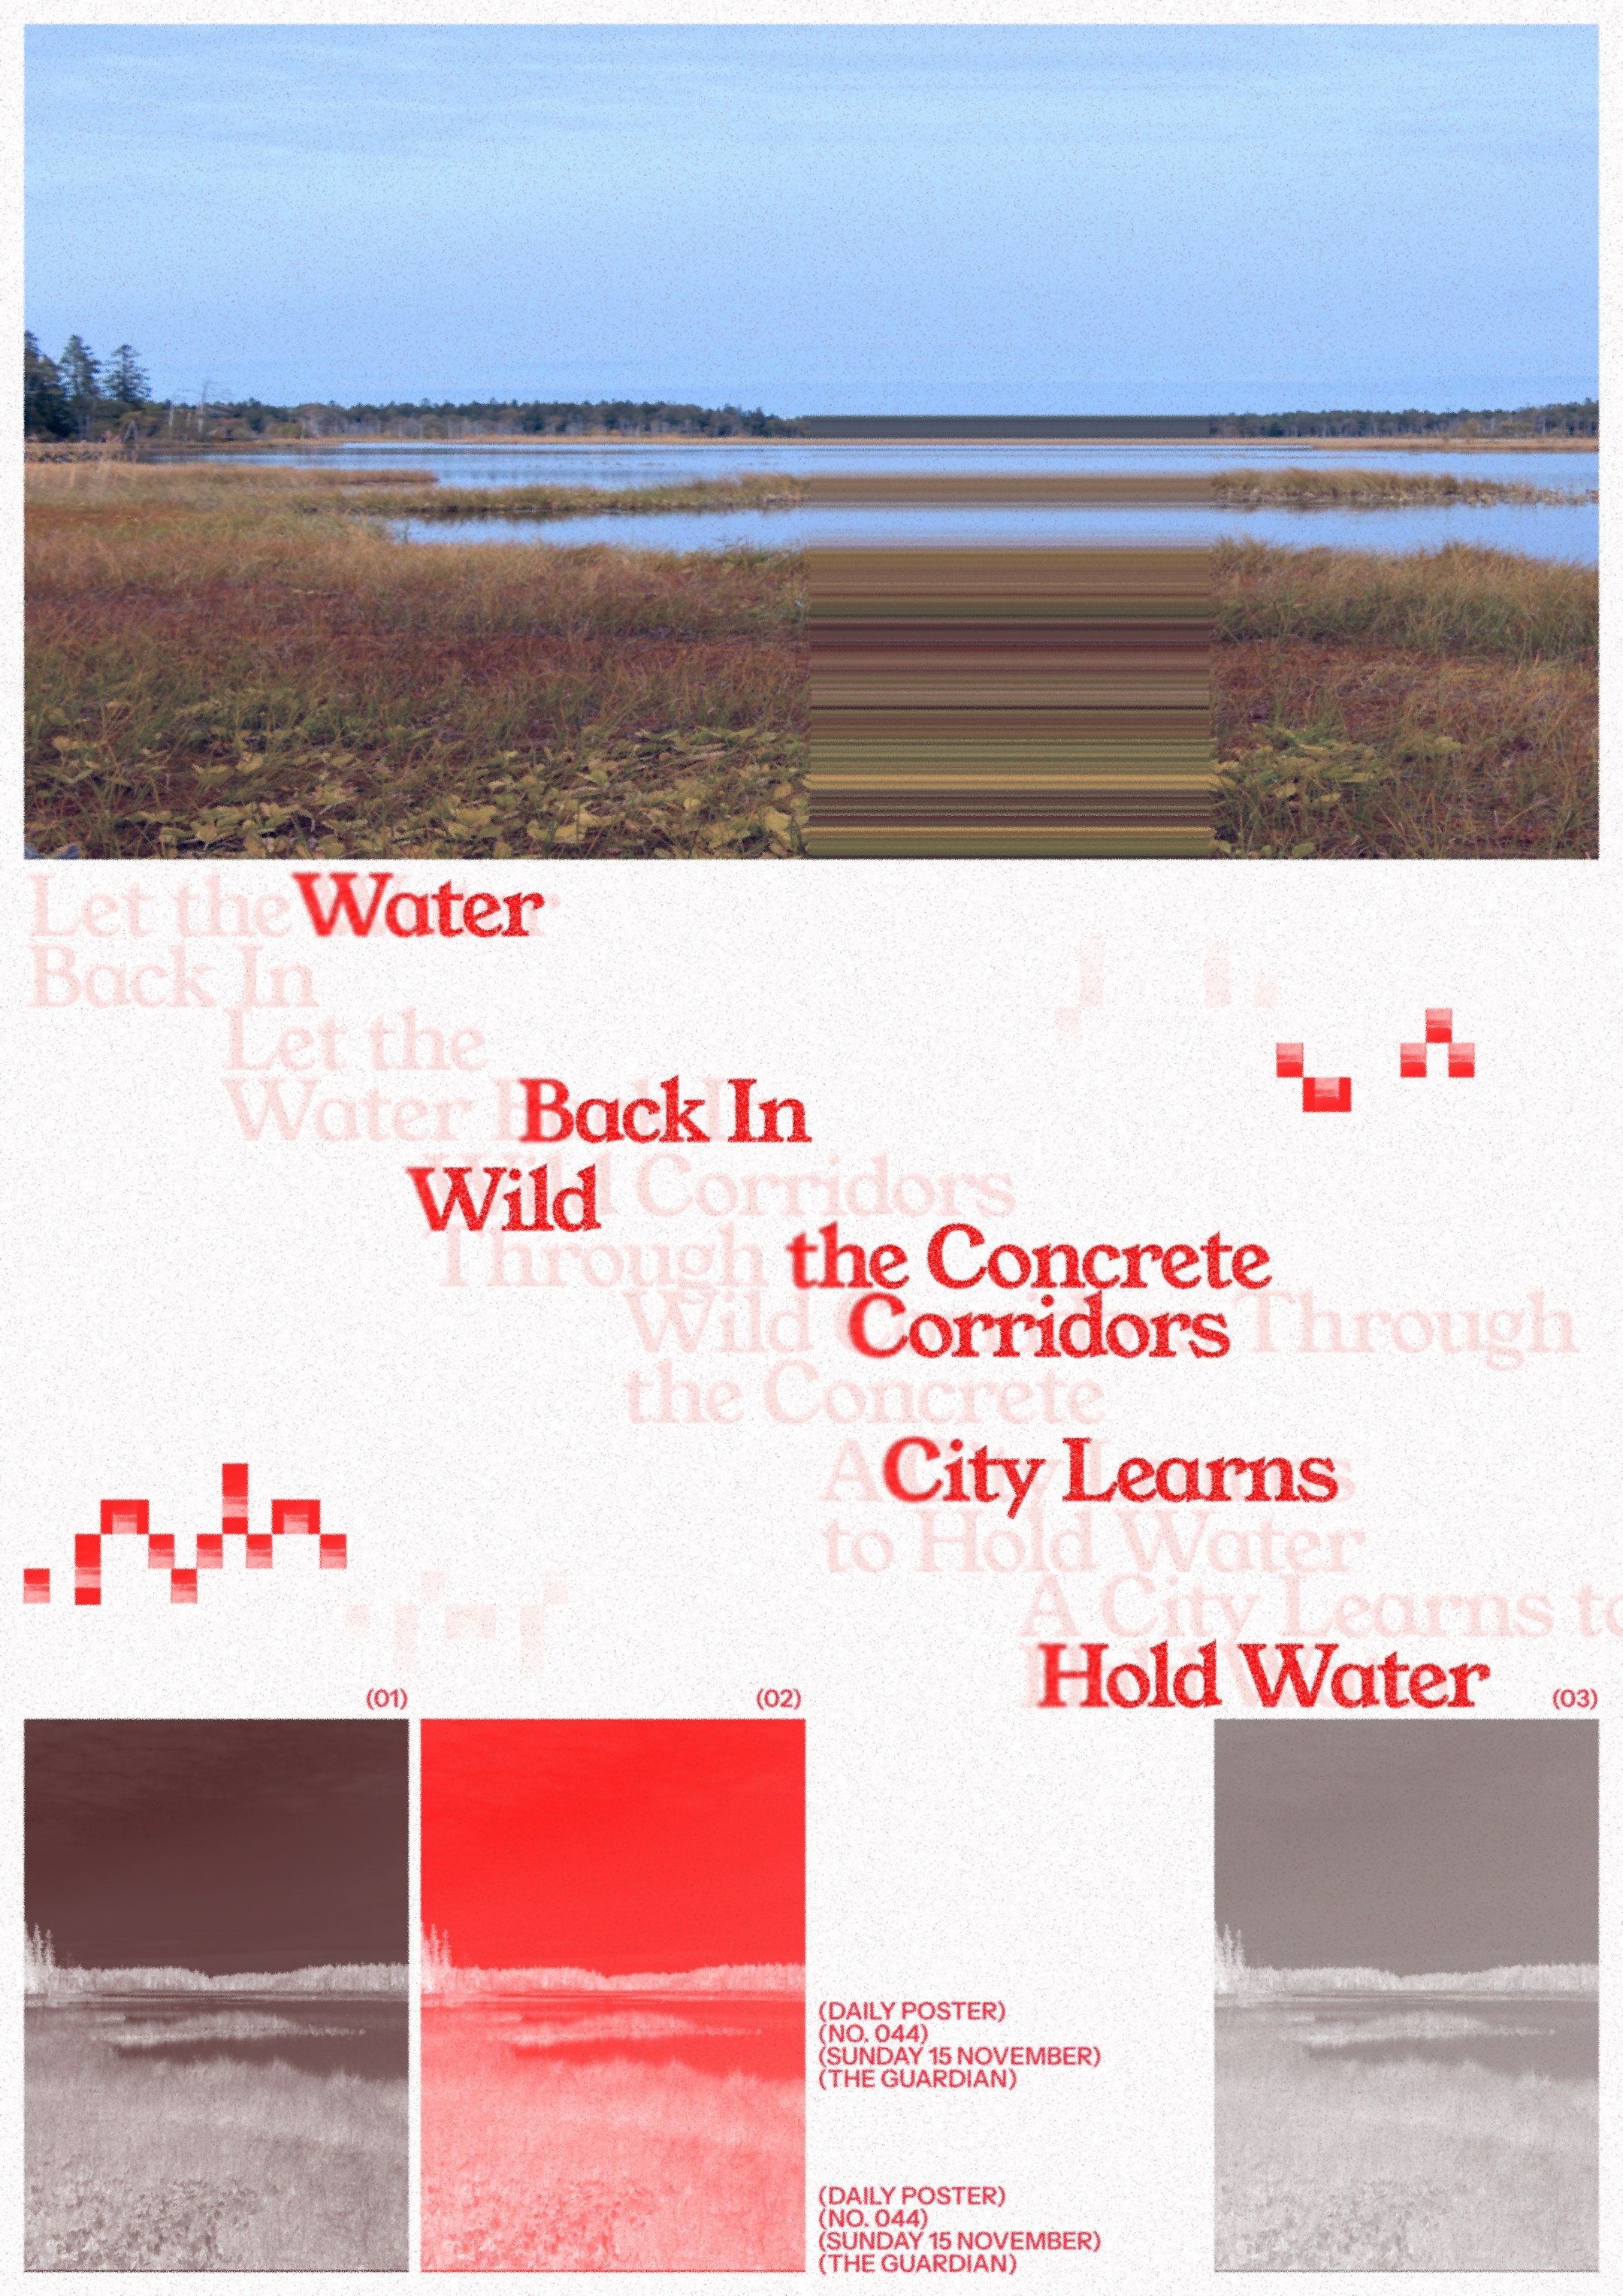 Let the Water
Back In
Let the
Water Back In
Wild Corridors
Through the Concrete
Wild Corridors Through
the Concrete
A City Learns
to Hold Water
A City Learns to
Hold Water
(01)
(02)
(03)
(DAILY POSTER)
(NO. 044)
(SUNDAY 15 NOVEMBER)
(THE GUARDIAN)
(DAILY POSTER)
(NO. 044)
(SUNDAY 15 NOVEMBER)
(THE GUARDIAN)